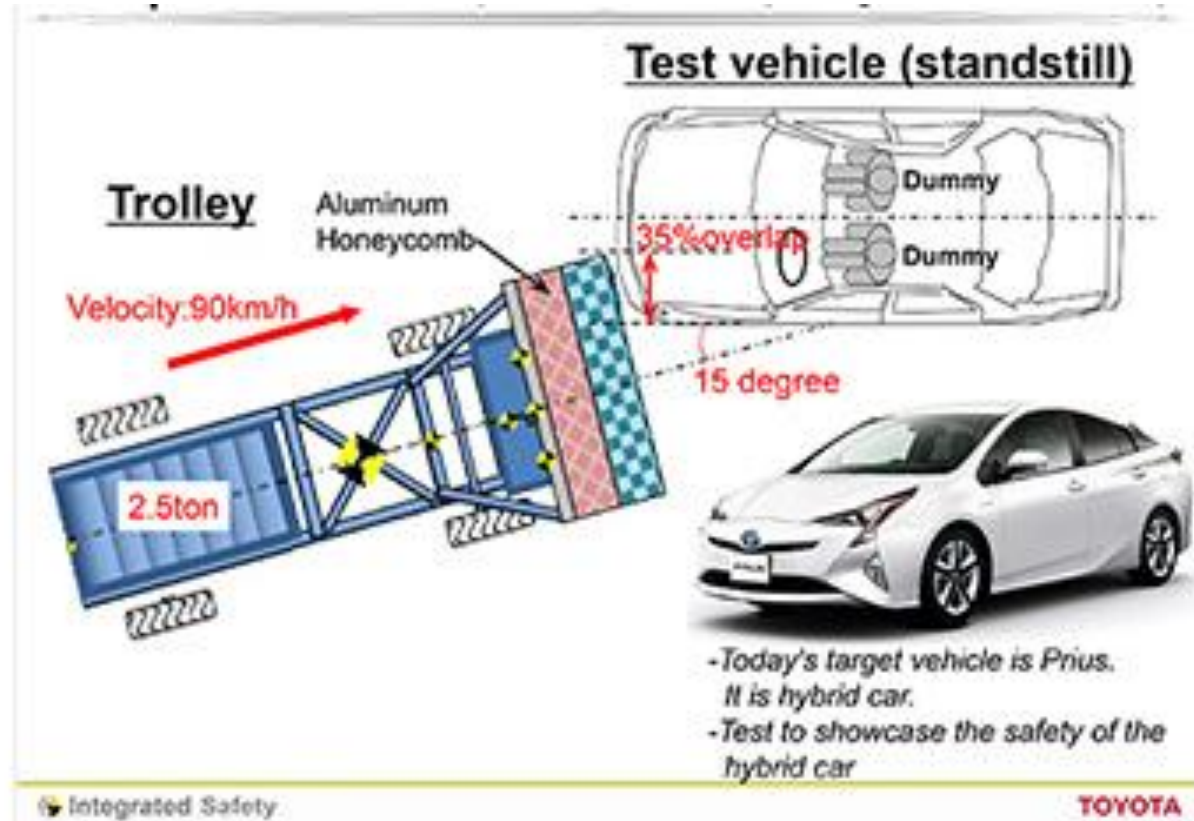 Test vehicle (standstill)
Trolley
Aluminum
Honeycomb
Dummy
35%overlap
Dummy
Velocity:90km/h
15 degree
2.5ton
PRIUS
-Today's target vehicle is Prius.
It is hybrid car.
-Test to showcase the safety of the
hybrid car
Integrated Safety
TOYOTA